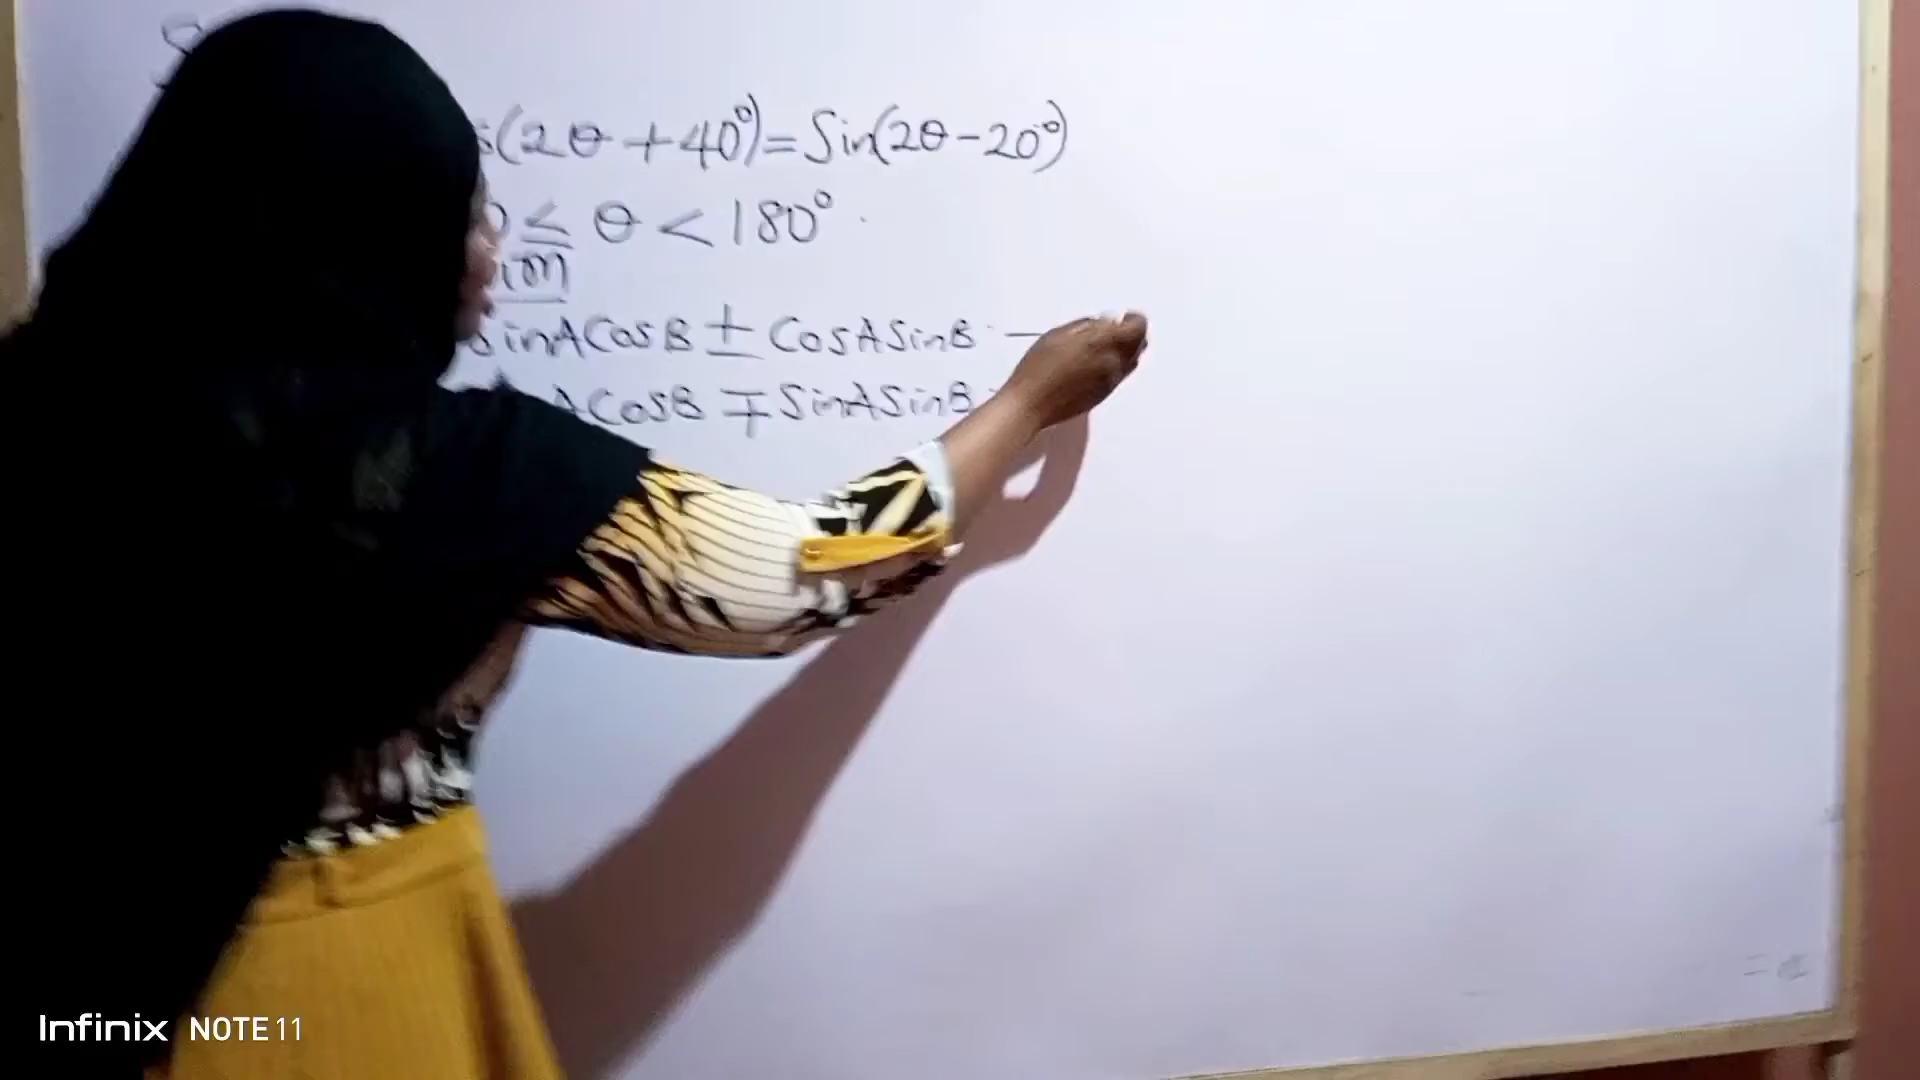 (2θ+40°)=Sin(2θ-20°)
≤ θ < 180°
SinACosB ± CosASinB
ACosB ∓ SinASinB
Infinix NOTE 11